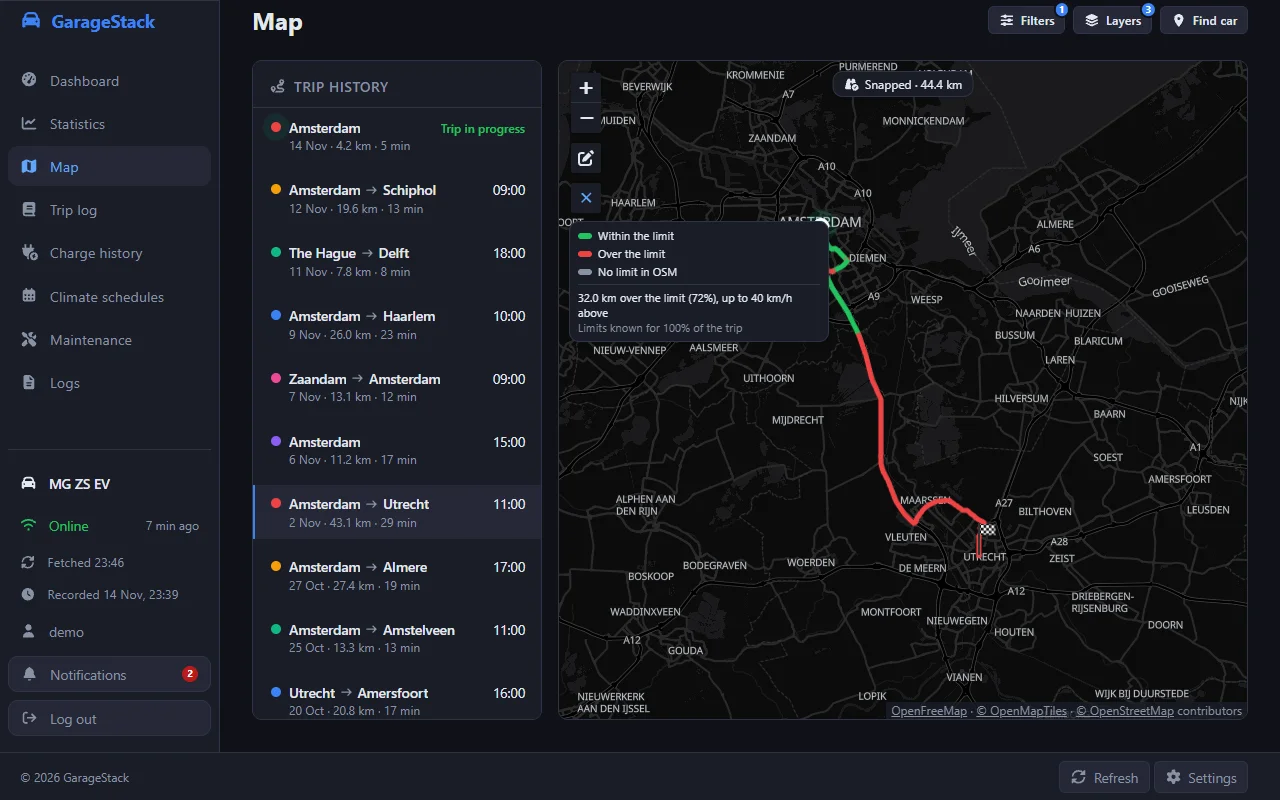 GarageStack
Dashboard
Statistics
Map
Trip log
Charge history
Climate schedules
Maintenance
Logs
MG ZS EV
Online
7 min ago
Fetched 23:46
Recorded 14 Nov, 23:39
demo
Notifications
2
Log out
Map
Filters
1
Layers
3
Find car
TRIP HISTORY
Amsterdam
Trip in progress
14 Nov · 4.2 km · 5 min
Amsterdam → Schiphol
09:00
12 Nov · 19.6 km · 13 min
The Hague → Delft
18:00
11 Nov · 7.8 km · 8 min
Amsterdam → Haarlem
10:00
9 Nov · 26.0 km · 23 min
Zaandam → Amsterdam
09:00
7 Nov · 13.1 km · 12 min
Amsterdam
15:00
6 Nov · 11.2 km · 17 min
Amsterdam → Utrecht
11:00
2 Nov · 43.1 km · 29 min
Amsterdam → Almere
17:00
27 Oct · 27.4 km · 19 min
Amsterdam → Amstelveen
11:00
25 Oct · 13.3 km · 13 min
Utrecht → Amersfoort
16:00
20 Oct · 20.8 km · 17 min
Snapped · 44.4 km
Within the limit
Over the limit
No limit in OSM
32.0 km over the limit (72%), up to 40 km/h
above
Limits known for 100% of the trip
PURMEREND
KROMMENIE
BEVERWIJK
A7
MONNICKENDAM
ZAANDAM
A10
A10
HAARLEM
AMSTERDAM
ALMERE
IJmeer
A6
DIEMEN
Gooimeer
GOOISEWEG
A9
WEESP
NAARDEN
HUIZEN
BUSSUM
BLARICUM
NIEUW-VENNEP
AALSMEER
LAREN
UITHOORN
HILVERSUM
MIJDRECHT
BAARN
A1
SOEST
AMERSFOORT
ALPHEN AAN
DEN RIJN
MAARSSEN
A27
BILTHOVEN
LEUSDEN
VLEUTEN
A28
UTRECHT
ZEIST
BODEGRAVEN
WOERDEN
DE MEERN
BOSKOOP
A12
DRIEBERGEN-
RIJSENBURG
WADDINXVEEN
MONTFOORT
NIEUWEGEIN
DOORN
HOUTEN
A12
GOUDA
VIANEN
NIEUWERKERK
AAN DEN IJSSEL
LOPIK
WIJK BIJ DUURSTEDE
OpenFreeMap · © OpenMapTiles · © OpenStreetMap contributors
© 2026 GarageStack
Refresh
Settings